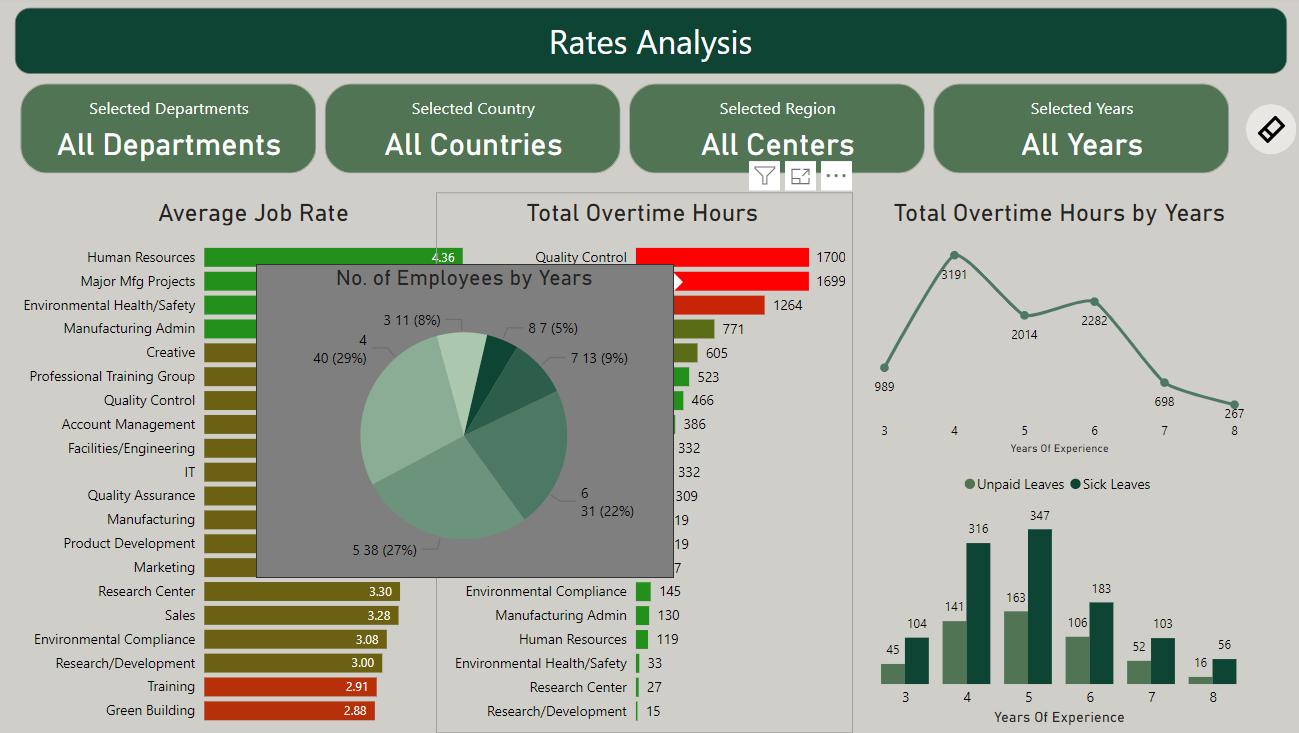 Rates Analysis
Selected Departments
All Departments
Selected Country
All Countries
Selected Region
All Centers
Selected Years
All Years
Average Job Rate
Human Resources 4.36
Major Mfg Projects
Environmental Health/Safety
Manufacturing Admin
Creative
Professional Training Group
Quality Control
Account Management
Facilities/Engineering
IT
Quality Assurance
Manufacturing
Product Development
Marketing
Research Center 3.30
Sales 3.28
Environmental Compliance 3.08
Research/Development 3.00
Training 2.91
Green Building 2.88
No. of Employees by Years
3 11 (8%)
8 7 (5%)
4
40 (29%)
7 13 (9%)
6
31 (22%)
5 38 (27%)
Total Overtime Hours
Quality Control 1700
1699
1264
771
605
523
466
386
332
332
309
19
19
7
Environmental Compliance 145
Manufacturing Admin 130
Human Resources 119
Environmental Health/Safety 33
Research Center 27
Research/Development 15
Total Overtime Hours by Years
3191
2014
2282
989
698
267
3 4 5 6 7 8
Years Of Experience
Unpaid Leaves Sick Leaves
45 104 141 316 163 347 106 183 52 103 16 56
3 4 5 6 7 8
Years Of Experience